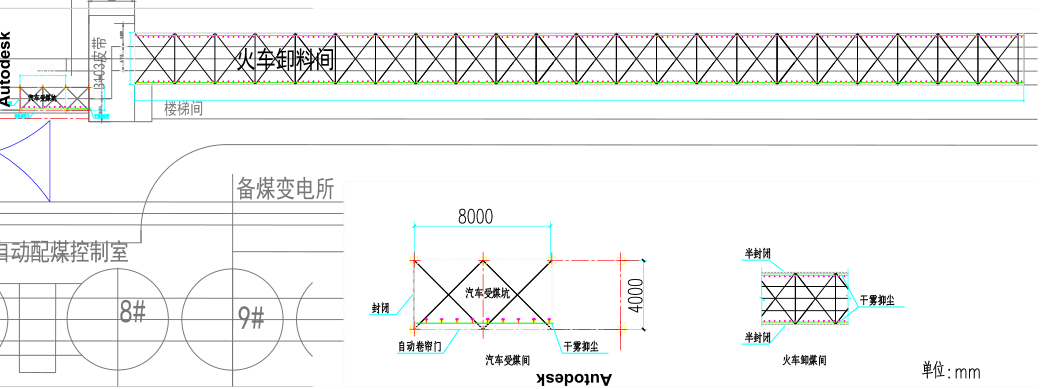 Autodesk
B1103皮带
火车卸料间
汽车受煤坑
楼梯间
备煤变电所
自动配煤控制室
8#
9#
8000
4000
汽车受煤坑
封闭
自动卷帘门
干雾抑尘
汽车受煤间
Autodesk
半封闭
干雾抑尘
半封闭
火车卸煤间
单位:mm